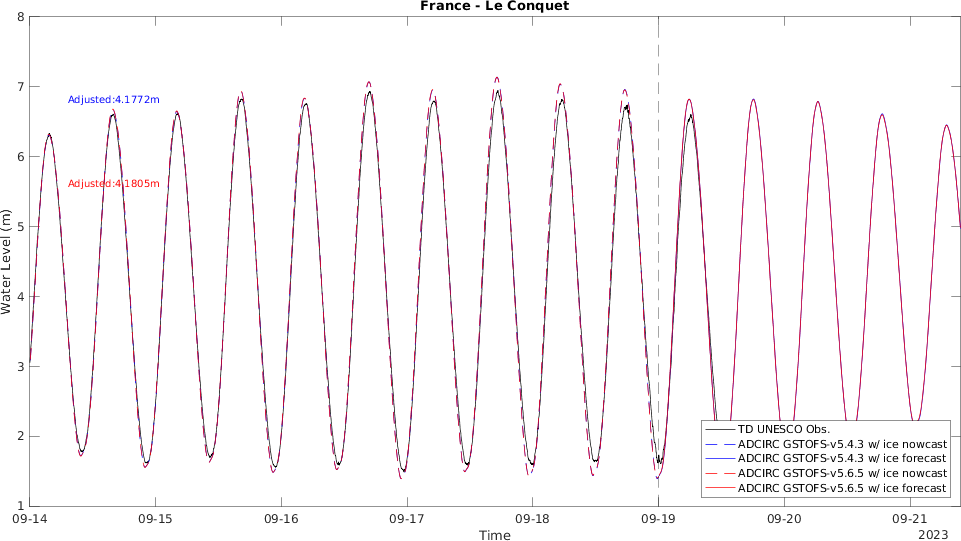 France - Le Conquet
8
7
6
5
4
3
2
1
Water Level (m)
Adjusted:4.1772m
Adjusted:4.1805m
TD UNESCO Obs.
ADCIRC GSTOFS-v5.4.3 w/ ice nowcast
ADCIRC GSTOFS-v5.4.3 w/ ice forecast
ADCIRC GSTOFS-v5.6.5 w/ ice nowcast
ADCIRC GSTOFS-v5.6.5 w/ ice forecast
09-14 09-15 09-16 09-17 09-18 09-19 09-20 09-21
Time
2023